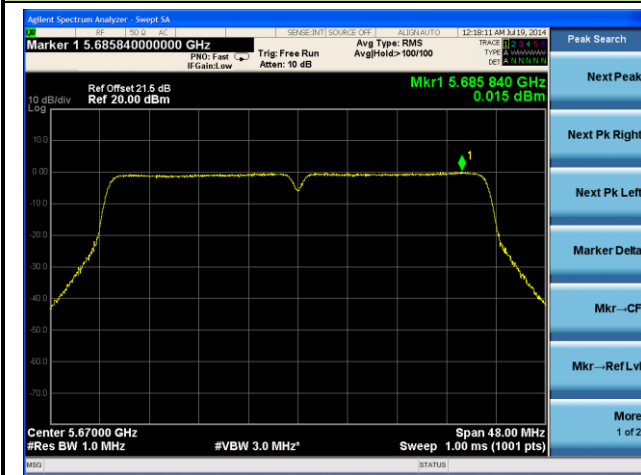 Agilent Spectrum Analyzer - Swept SA
RF 50 Ω AC SENSE:INT SOURCE OFF ALIGN AUTO 12:18:11 AM Jul 19, 2014
Marker 1 5.685840000000 GHz
PNO: Fast
IFGain:Low
Trig: Free Run
Atten: 10 dB
Avg Type: RMS
Avg|Hold:>100/100
TRACE 1 2 3 4 5 6
TYPE A WWWWW
DET A N N N N N
Ref Offset 21.5 dB
10 dB/div Ref 20.00 dBm
Log
Mkr1 5.685 840 GHz
0.015 dBm
10.0
0.00
-10.0
-20.0
-30.0
-40.0
-50.0
-60.0
-70.0
1
Center 5.67000 GHz
#Res BW 1.0 MHz
#VBW 3.0 MHz*
Span 48.00 MHz
Sweep 1.00 ms (1001 pts)
MSG
STATUS
Peak Search
Next Peak
Next Pk Right
Next Pk Left
Marker Delta
Mkr→CF
Mkr→Ref Lvl
More
1 of 2